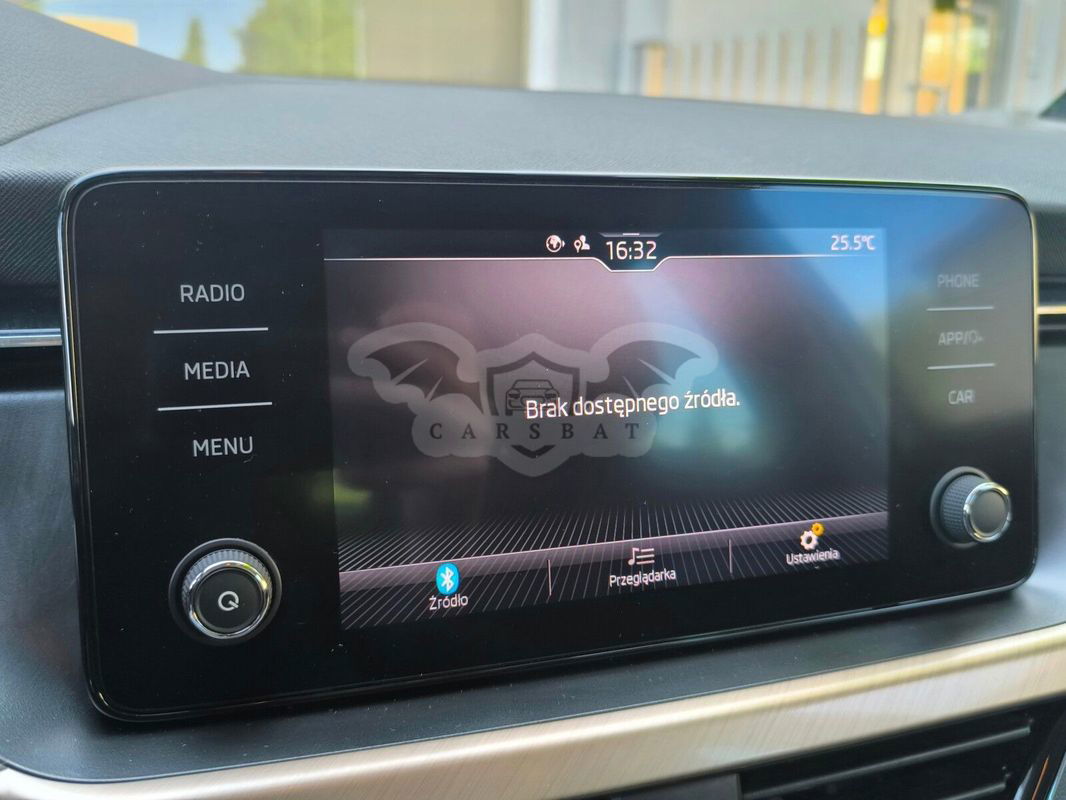 16:32
25.5°C
RADIO
MEDIA
MENU
PHONE
APP/
CAR
Brak dostępnego źródła.
CARSBAT
Źródło
Przeglądarka
Ustawienia